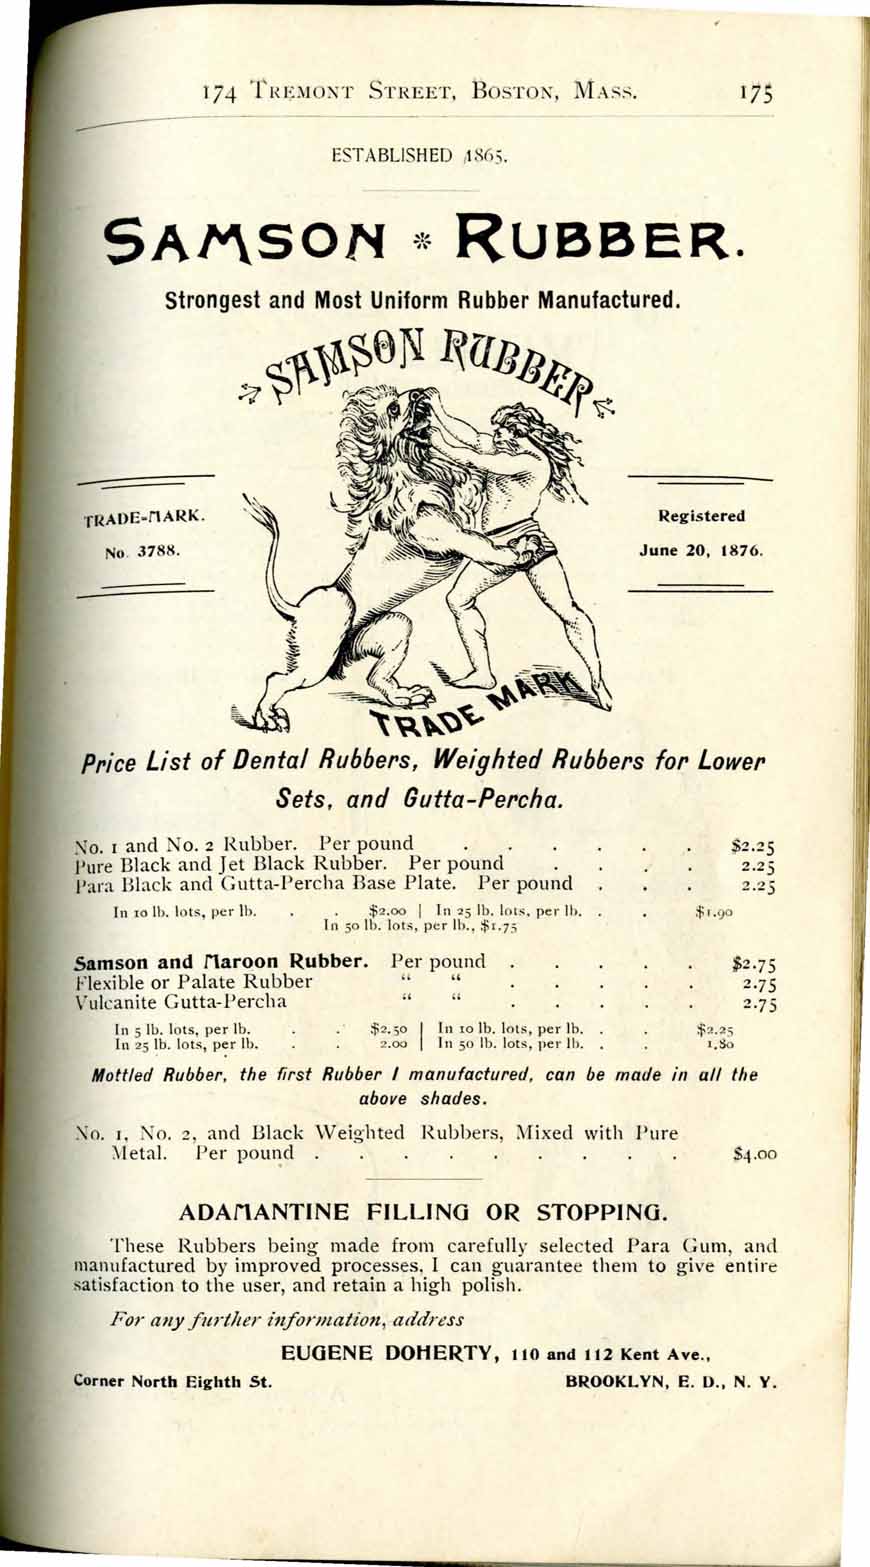 174 TREMONT STREET, BOSTON, MASS. 175
ESTABLISHED 1865.
SAMSON * RUBBER.
Strongest and Most Uniform Rubber Manufactured.
SAMSON RUBBER
TRADE-MARK.
No. 3788.
Registered
June 20, 1876.
TRADE MARK
Price List of Dental Rubbers, Weighted Rubbers for Lower
Sets, and Gutta-Percha.
No. 1 and No. 2 Rubber. Per pound . . . . . . $2.25
Pure Black and Jet Black Rubber. Per pound . . . . 2.25
Para Black and Gutta-Percha Base Plate. Per pound . . . 2.25
In 10 lb. lots, per lb. . . $2.00 | In 25 lb. lots, per lb. . . $1.90
In 50 lb. lots, per lb., $1.75
Samson and Maroon Rubber. Per pound . . . . . $2.75
Flexible or Palate Rubber " " . . . . . 2.75
Vulcanite Gutta-Percha " " . . . . . 2.75
In 5 lb. lots, per lb. . . $2.50 | In 10 lb. lots, per lb. . . $2.25
In 25 lb. lots, per lb. . . 2.00 | In 50 lb. lots, per lb. . . 1.80
Mottled Rubber, the first Rubber I manufactured, can be made in all the
above shades.
No. 1, No. 2, and Black Weighted Rubbers, Mixed with Pure
Metal. Per pound . . . . . . . . . $4.00
ADAMANTINE FILLING OR STOPPING.
These Rubbers being made from carefully selected Para Gum, and
manufactured by improved processes, I can guarantee them to give entire
satisfaction to the user, and retain a high polish.
For any further information, address
EUGENE DOHERTY, 110 and 112 Kent Ave.,
Corner North Eighth St. BROOKLYN, E. D., N. Y.